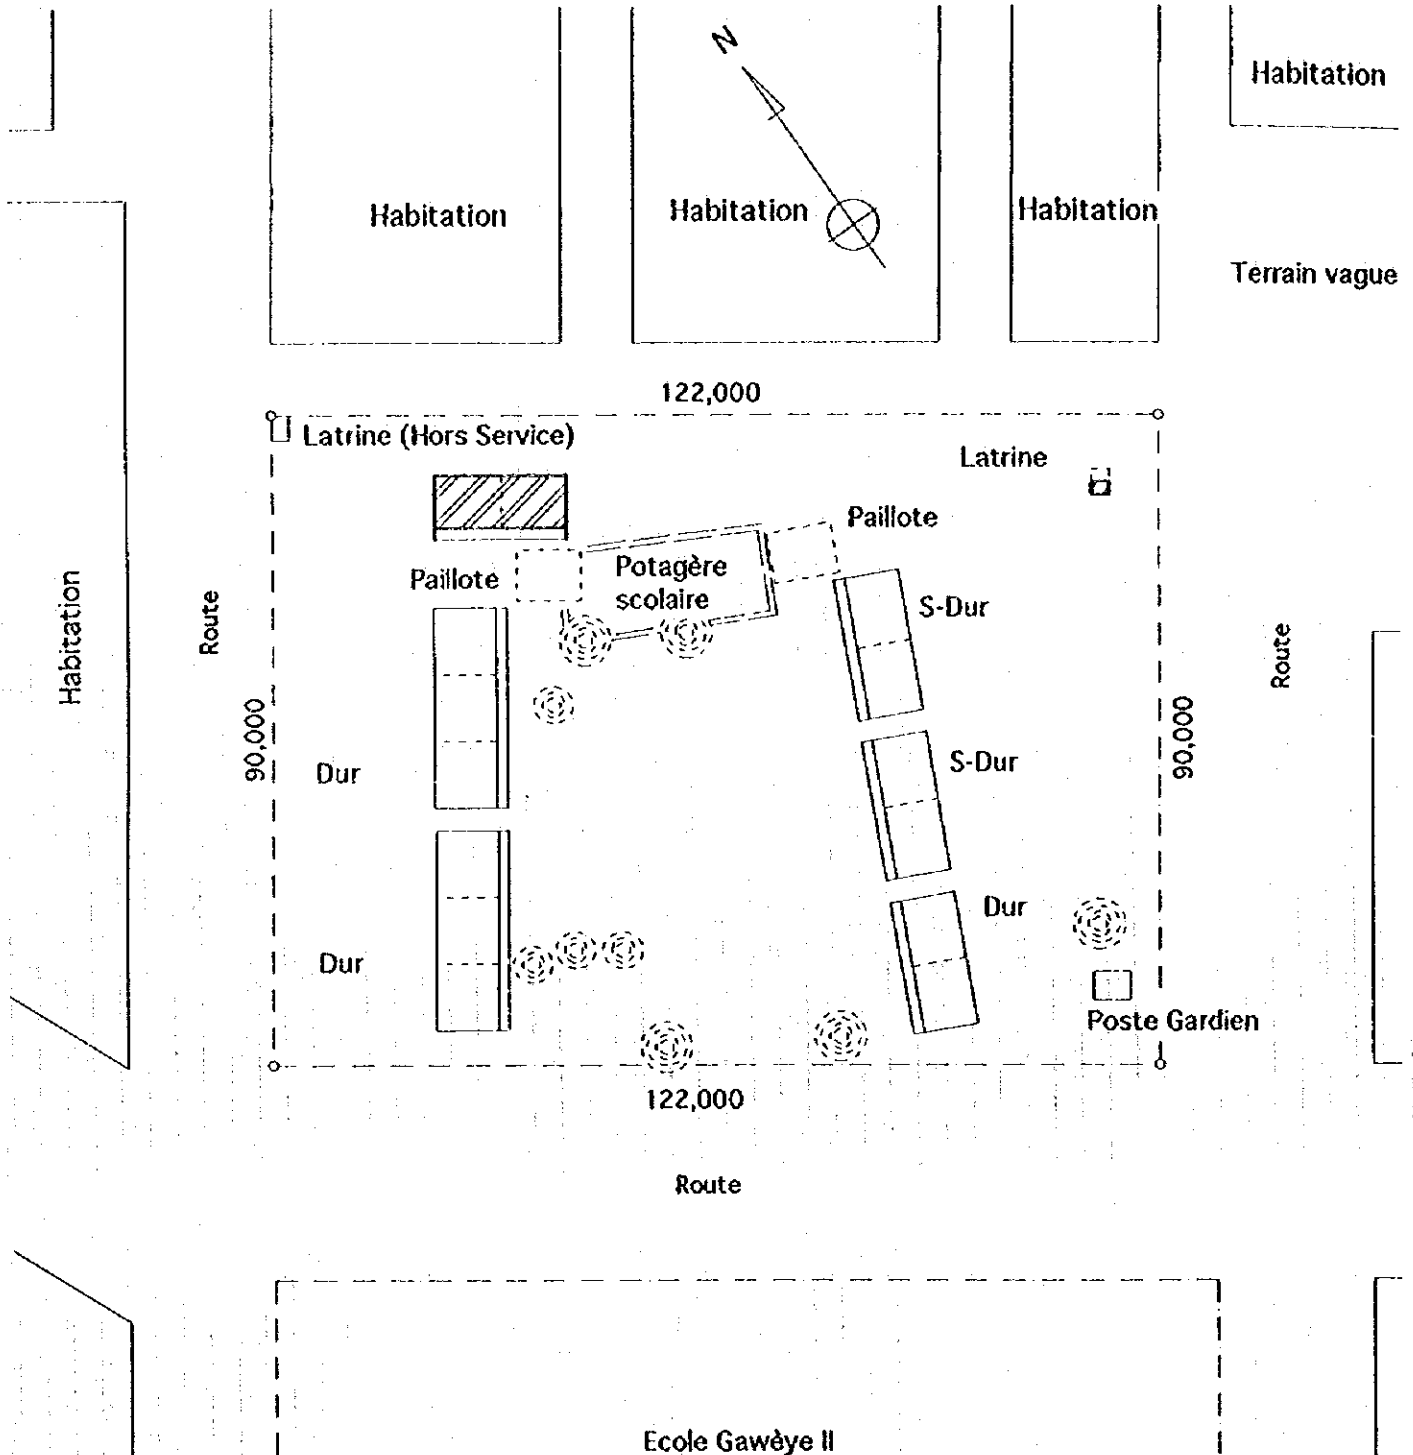 N
Habitation
Habitation
Habitation
Habitation
Terrain vague
122,000
Latrine (Hors Service)
Latrine
Paillote
Paillote
Potagère
scolaire
S-Dur
Habitation
Route
Route
90,000
90,000
Dur
S-Dur
Dur
Dur
Poste Gardien
122,000
Route
Ecole Gawèye II